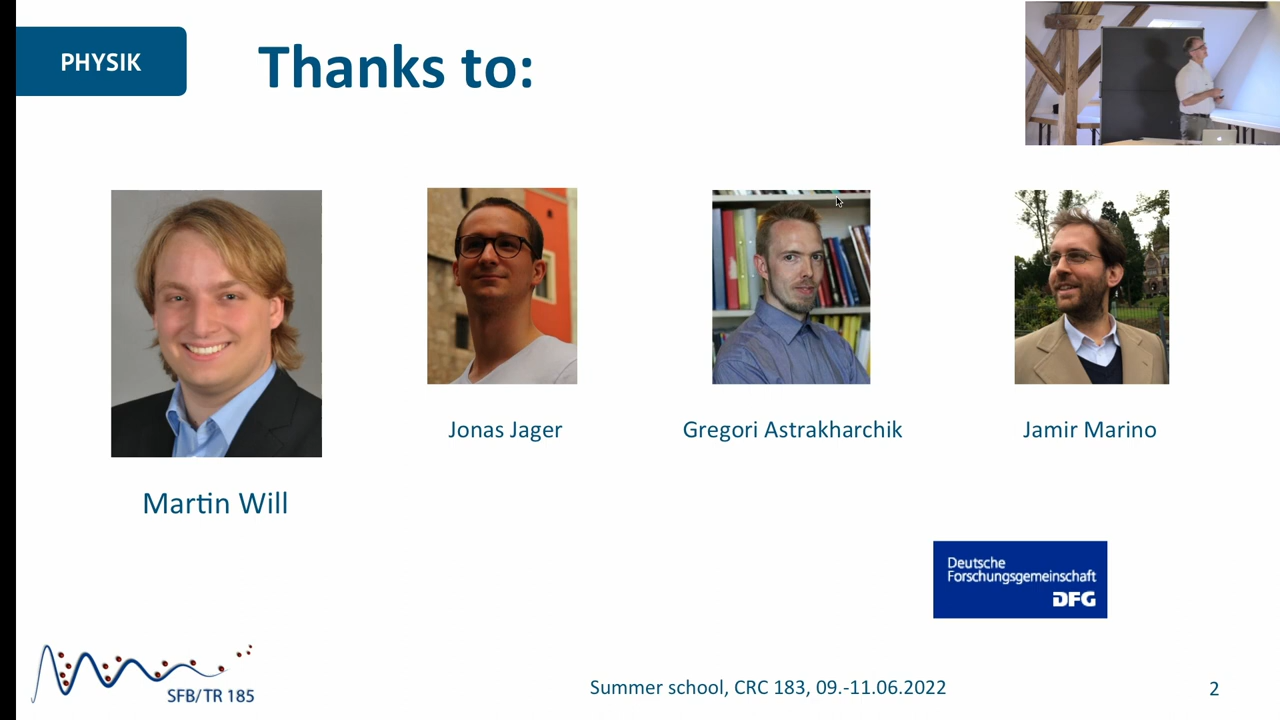 PHYSIK
Thanks to:
Jonas Jager
Gregori Astrakharchik
Jamir Marino
Martin Will
Deutsche
Forschungsgemeinschaft
DFG
SFB/TR 185
Summer school, CRC 183, 09.-11.06.2022
2